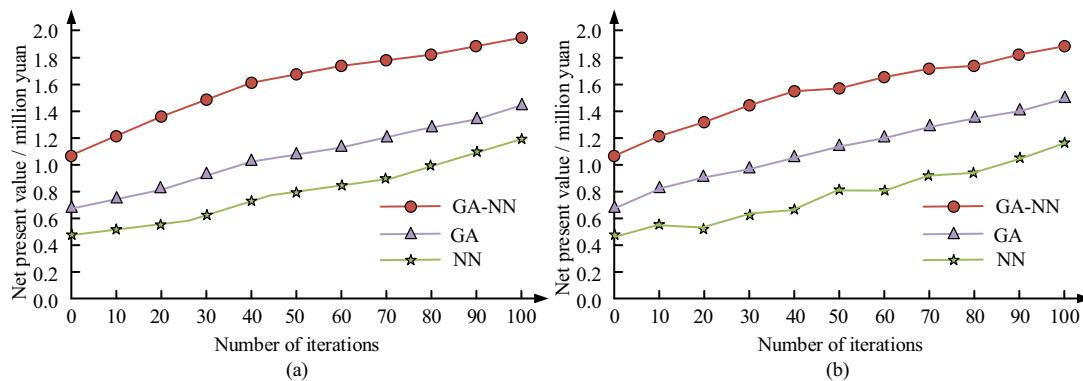 Net present value / million yuan
2.0
1.8
1.6
1.4
1.2
1.0
0.8
0.6
0.4
0.2
0.0
GA-NN
GA
NN
0 10 20 30 40 50 60 70 80 90 100
Number of iterations
(a)
Net present value / million yuan
2.0
1.8
1.6
1.4
1.2
1.0
0.8
0.6
0.4
0.2
0.0
GA-NN
GA
NN
0 10 20 30 40 50 60 70 80 90 100
Number of iterations
(b)